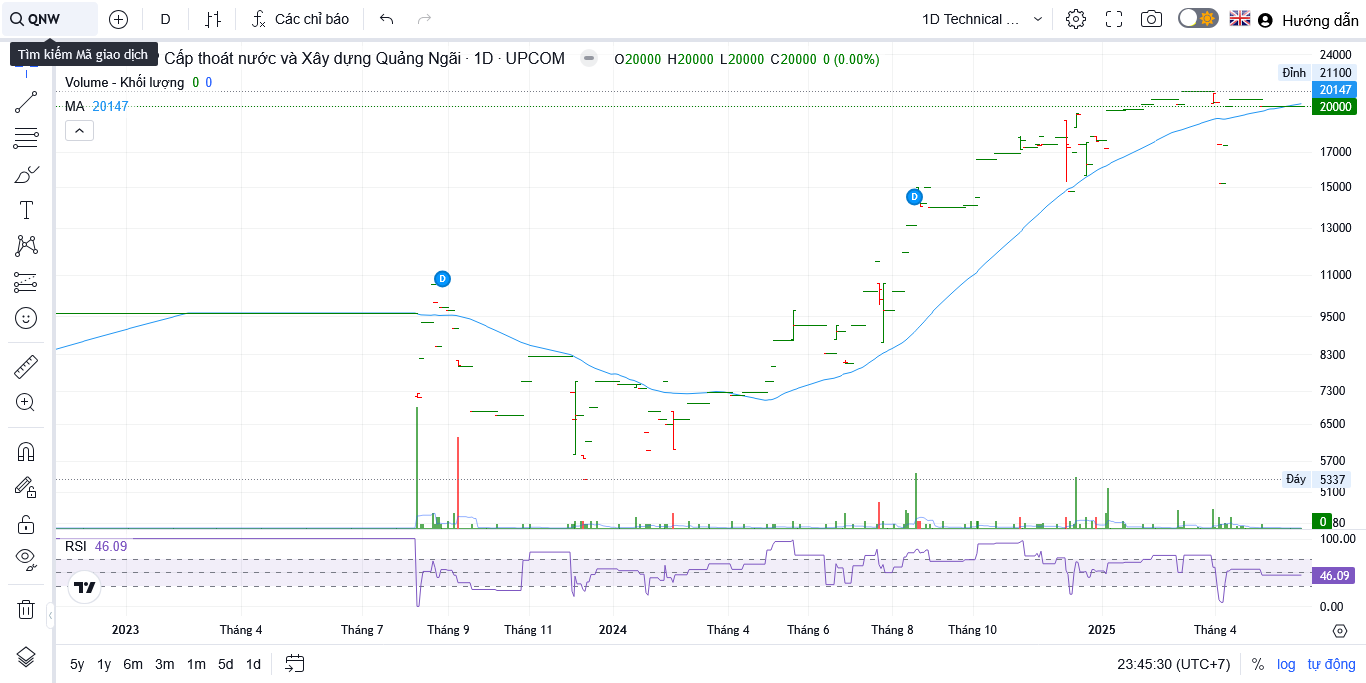 QNW
D
Các chỉ báo
1D Technical ...
Hướng dẫn
Tìm kiếm Mã giao dịch
Cấp thoát nước và Xây dựng Quảng Ngãi · 1D · UPCOM
O20000 H20000 L20000 C20000 0 (0.00%)
Volume - Khối lượng 0 0
MA 20147
24000
Đỉnh 21100
20147
20000
17000
15000
D
13000
D
11000
9500
8300
7300
6500
5700
Đáy 5337
5100
0
80
RSI 46.09
100.00
46.09
0.00
2023
Tháng 4
Tháng 7
Tháng 9
Tháng 11
2024
Tháng 4
Tháng 6
Tháng 8
Tháng 10
2025
Tháng 4
5y 1y 6m 3m 1m 5d 1d
23:45:30 (UTC+7)
% log tự động